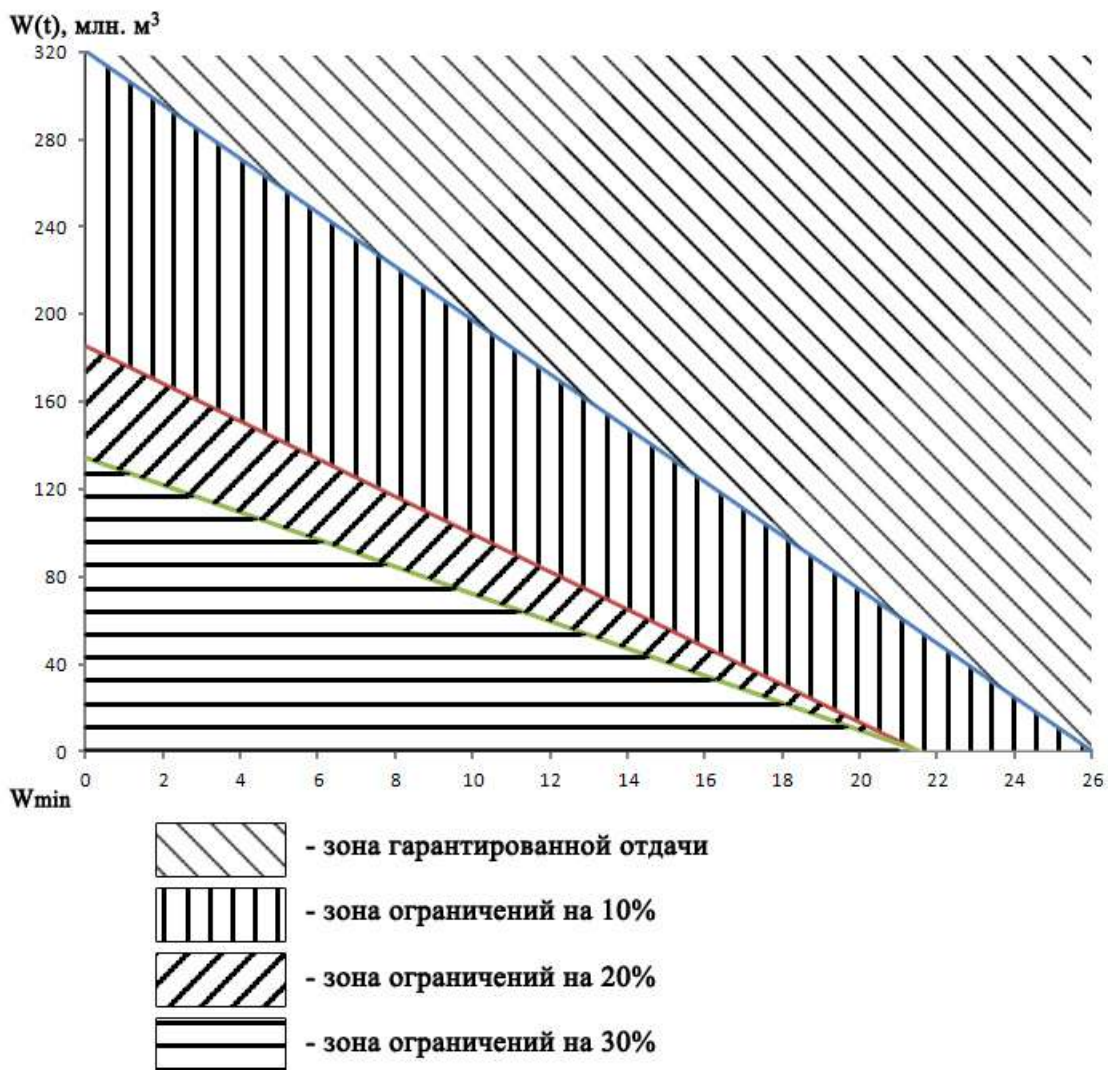 W(t), млн. м³
320
280
240
200
160
120
80
40
0
0 2 4 6 8 10 12 14 16 18 20 22 24 26
Wmin
- зона гарантированной отдачи
- зона ограничений на 10%
- зона ограничений на 20%
- зона ограничений на 30%